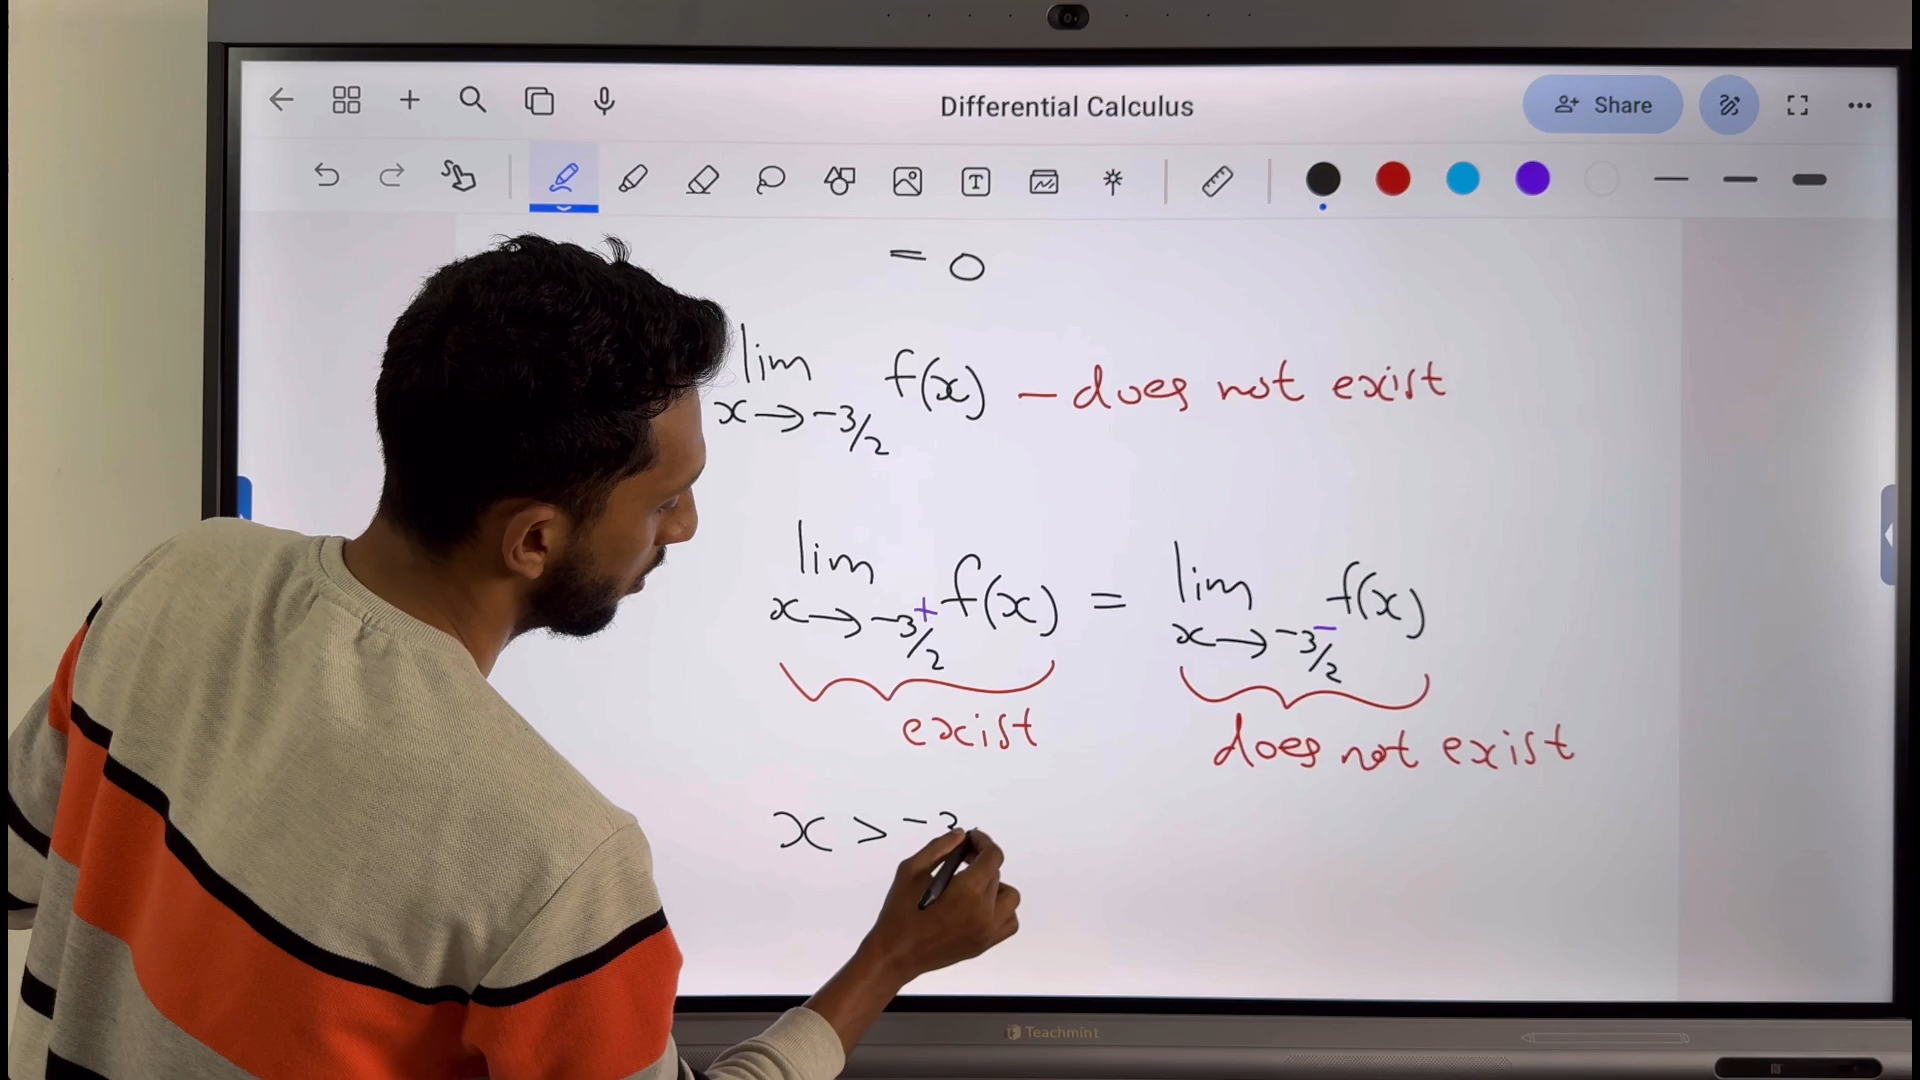 Differential Calculus Share
T
= 0
lim f(x) – does not exist
x → -3/2
lim f(x) = lim f(x)
x → -3⁺/2 x → -3⁻/2
exist does not exist
x > -3
Teachmint